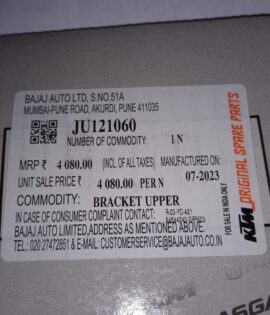 BAJAJ AUTO LTD, S.NO.51A
MUMBAI-PUNE ROAD, AKURDI, PUNE 411035
JU121060
NUMBER OF COMMODITY: 1 N
MRP ₹ 4 080.00 (INCL OF ALL TAXES) MANUFACTURED ON:
07-2023
UNIT SALE PRICE ₹ 4 080.00 PER N
COMMODITY: BRACKET UPPER
IN CASE OF CONSUMER COMPLAINT CONTACT:
BAJAJ AUTO LIMITED,ADDRESS AS MENTIONED ABOVE.
TEL: 020 27472851 & E-MAIL: CUSTOMERSERVICE@BAJAJAUTO.CO.IN
KTM ORIGINAL SPARE PARTS
FOR SALE IN INDIA ONLY